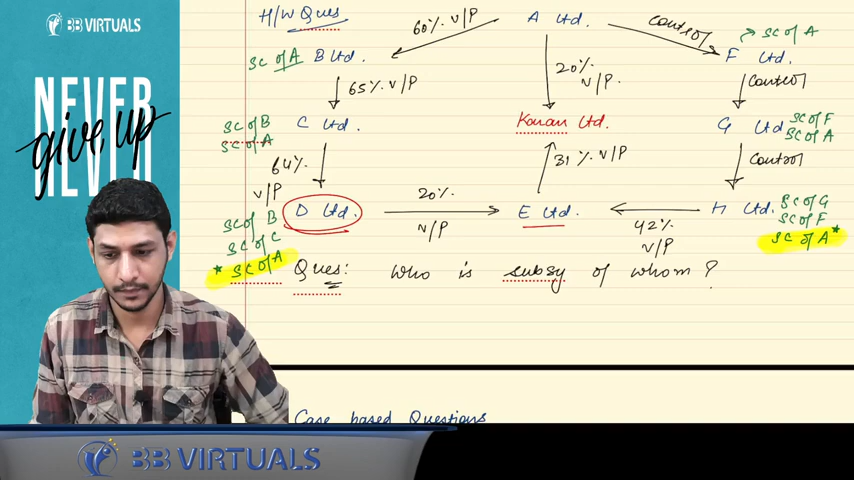 BB VIRTUALS
NEVER
give up
NEVER
H/W Ques
60% V/P
A Ltd.
control
SC of A
SC of A
B Ltd.
F Ltd.
65% V/P
20%
V/P.
Control
SC of B
SC of A
C Ltd.
Karan Ltd.
G Ltd
SC of F
SC of A
64%
V/P
31% V/P
Control
SC of B
SC of C
* SC of A
D Ltd.
20%
V/P
E Ltd.
42%
V/P
H Ltd.
SC of G
SC of F
SC of A *
Ques: Who is subsy of whom?
Case based Questions
BB VIRTUALS